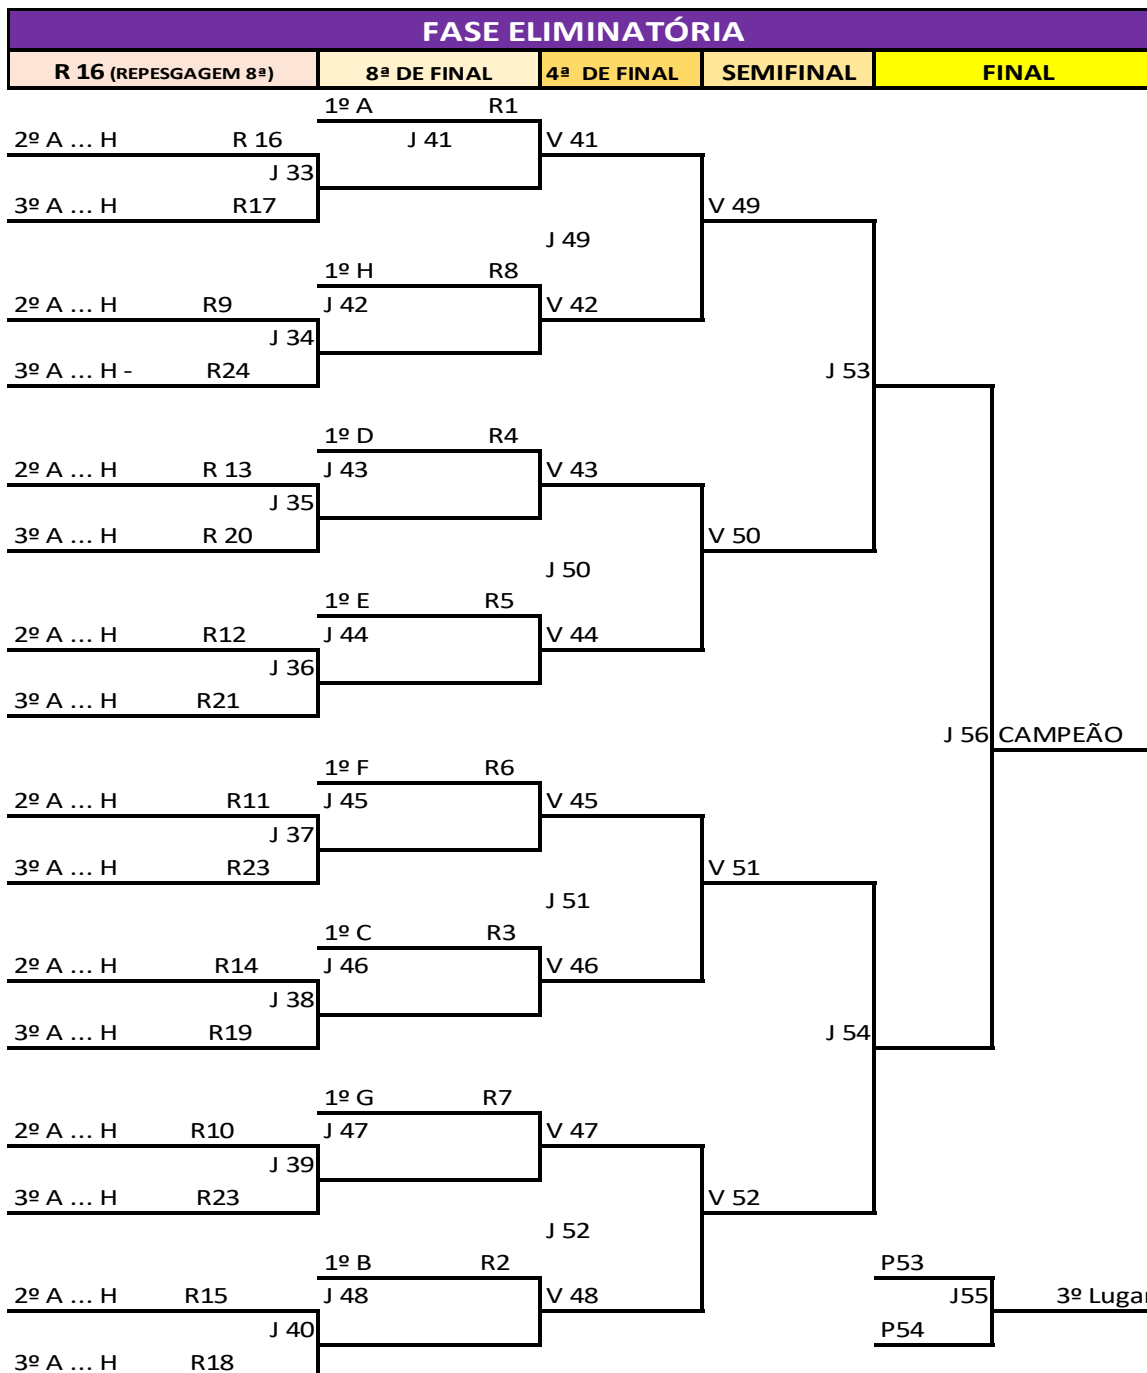 FASE ELIMINATÓRIA
R 16 (REPESGAGEM 8ª) 8ª DE FINAL 4ª DE FINAL SEMIFINAL FINAL
1º A R1
2º A ... H R 16 J 41 V 41
J 33
3º A ... H R17 V 49
J 49
1º H R8
2º A ... H R9 J 42 V 42
J 34
3º A ... H - R24 J 53
1º D R4
2º A ... H R 13 J 43 V 43
J 35
3º A ... H R 20 V 50
J 50
1º E R5
2º A ... H R12 J 44 V 44
J 36
3º A ... H R21
J 56 CAMPEÃO
1º F R6
2º A ... H R11 J 45 V 45
J 37
3º A ... H R23 V 51
J 51
1º C R3
2º A ... H R14 J 46 V 46
J 38
3º A ... H R19 J 54
1º G R7
2º A ... H R10 J 47 V 47
J 39
3º A ... H R23 V 52
J 52
1º B R2 P53
2º A ... H R15 J 48 V 48 J55 3º Lugar
J 40 P54
3º A ... H R18